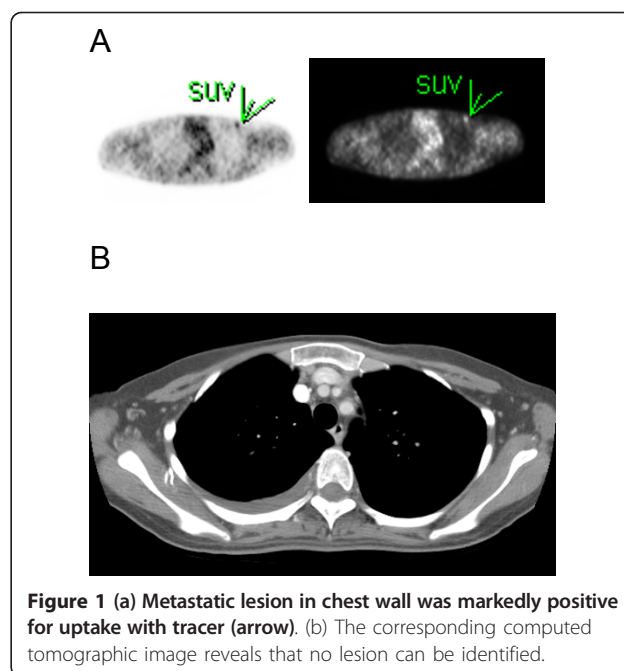 A
SUV
SUV
B
Figure 1 (a) Metastatic lesion in chest wall was markedly positive
for uptake with tracer (arrow). (b) The corresponding computed
tomographic image reveals that no lesion can be identified.